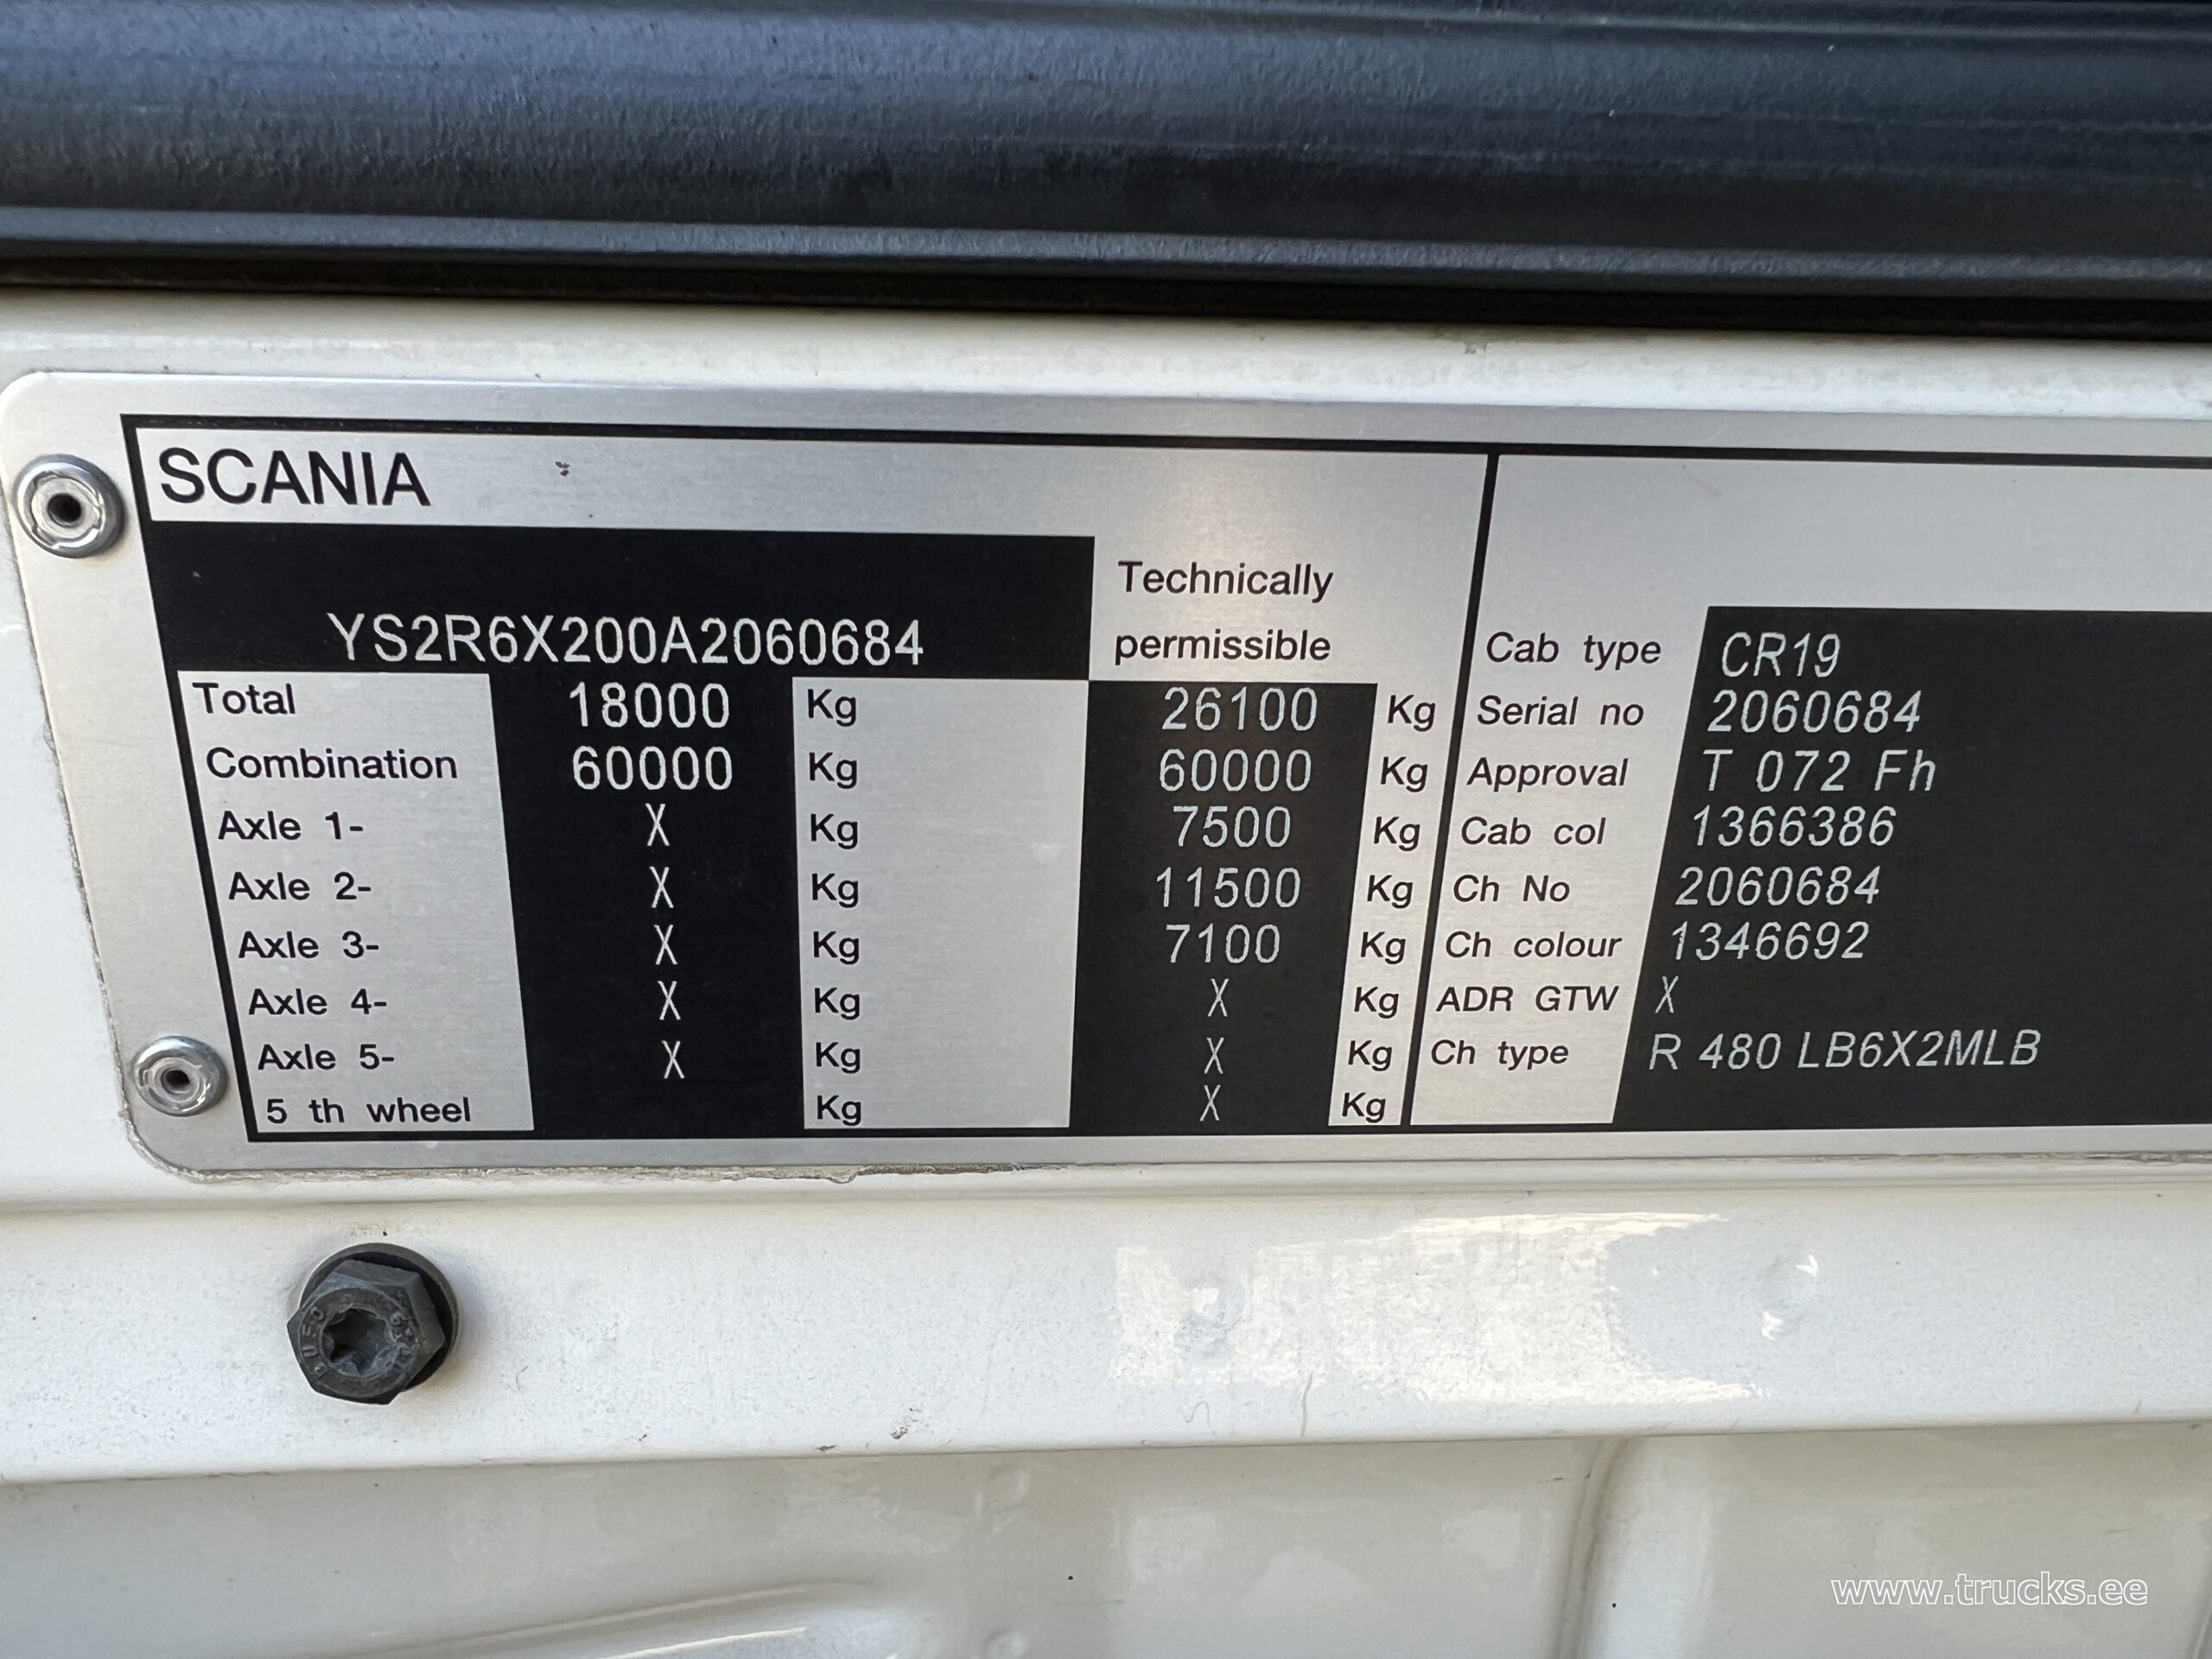 SCANIA
Technically
permissible
YS2R6X200A2060684
Total 18000 Kg 26100 Kg
Combination 60000 Kg 60000 Kg
Axle 1- X Kg 7500 Kg
Axle 2- X Kg 11500 Kg
Axle 3- X Kg 7100 Kg
Axle 4- X Kg X Kg
Axle 5- X Kg X Kg
5 th wheel Kg X Kg
Cab type CR19
Serial no 2060684
Approval T 072 Fh
Cab col 1366386
Ch No 2060684
Ch colour 1346692
ADR GTW X
Ch type R 480 LB6X2MLB
www.trucks.ee